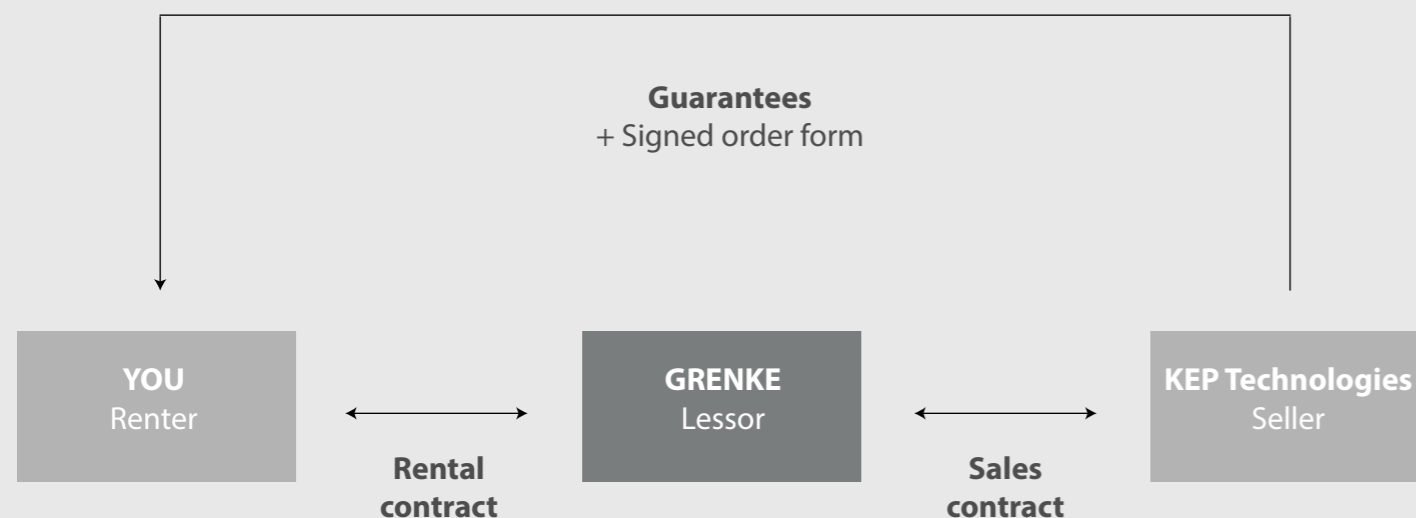 Guarantees
+ Signed order form
YOU
Renter
GRENKE
Lessor
KEP Technologies
Seller
Rental
contract
Sales
contract